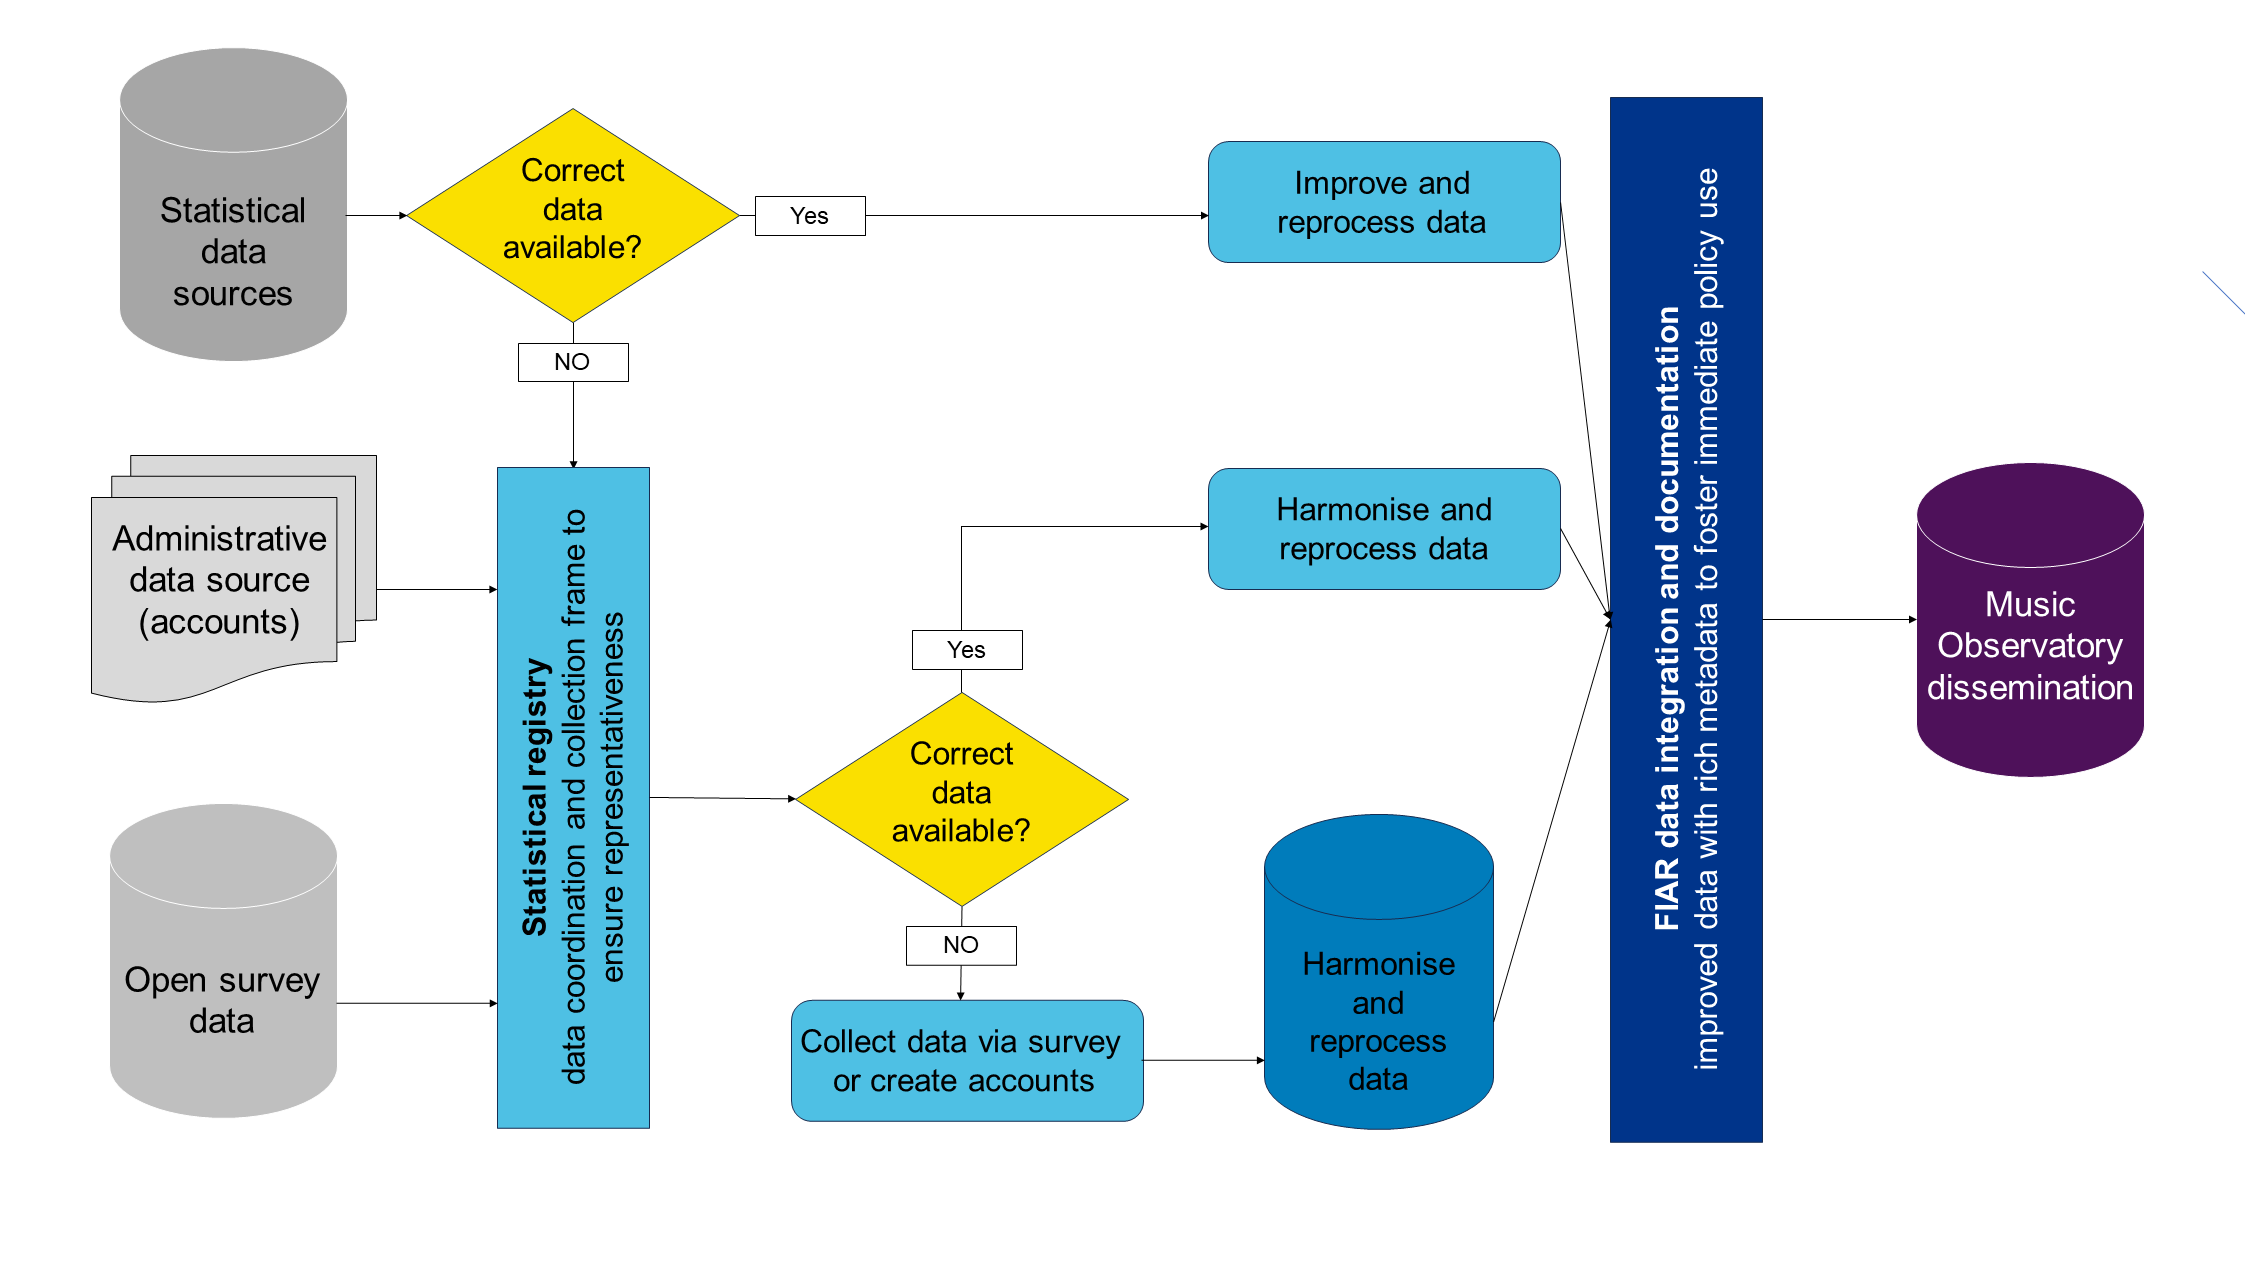 Statistical
data
sources
Correct
data
available?
Yes
Improve and
reprocess data
NO
Administrative
data source
(accounts)
Open survey
data
Statistical registry
data coordination and collection frame to
ensure representativeness
Correct
data
available?
Yes
Harmonise and
reprocess data
NO
Collect data via survey
or create accounts
Harmonise
and
reprocess
data
FIAR data integration and documentation
improved data with rich metadata to foster immediate policy use
Music
Observatory
dissemination